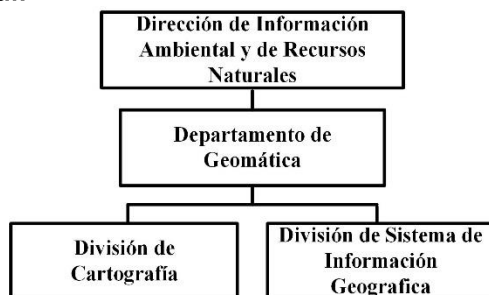 Dirección de Información
Ambiental y de Recursos
Naturales
Departamento de
Geomática
División de
Cartografía
División de Sistema de
Información
Geografica